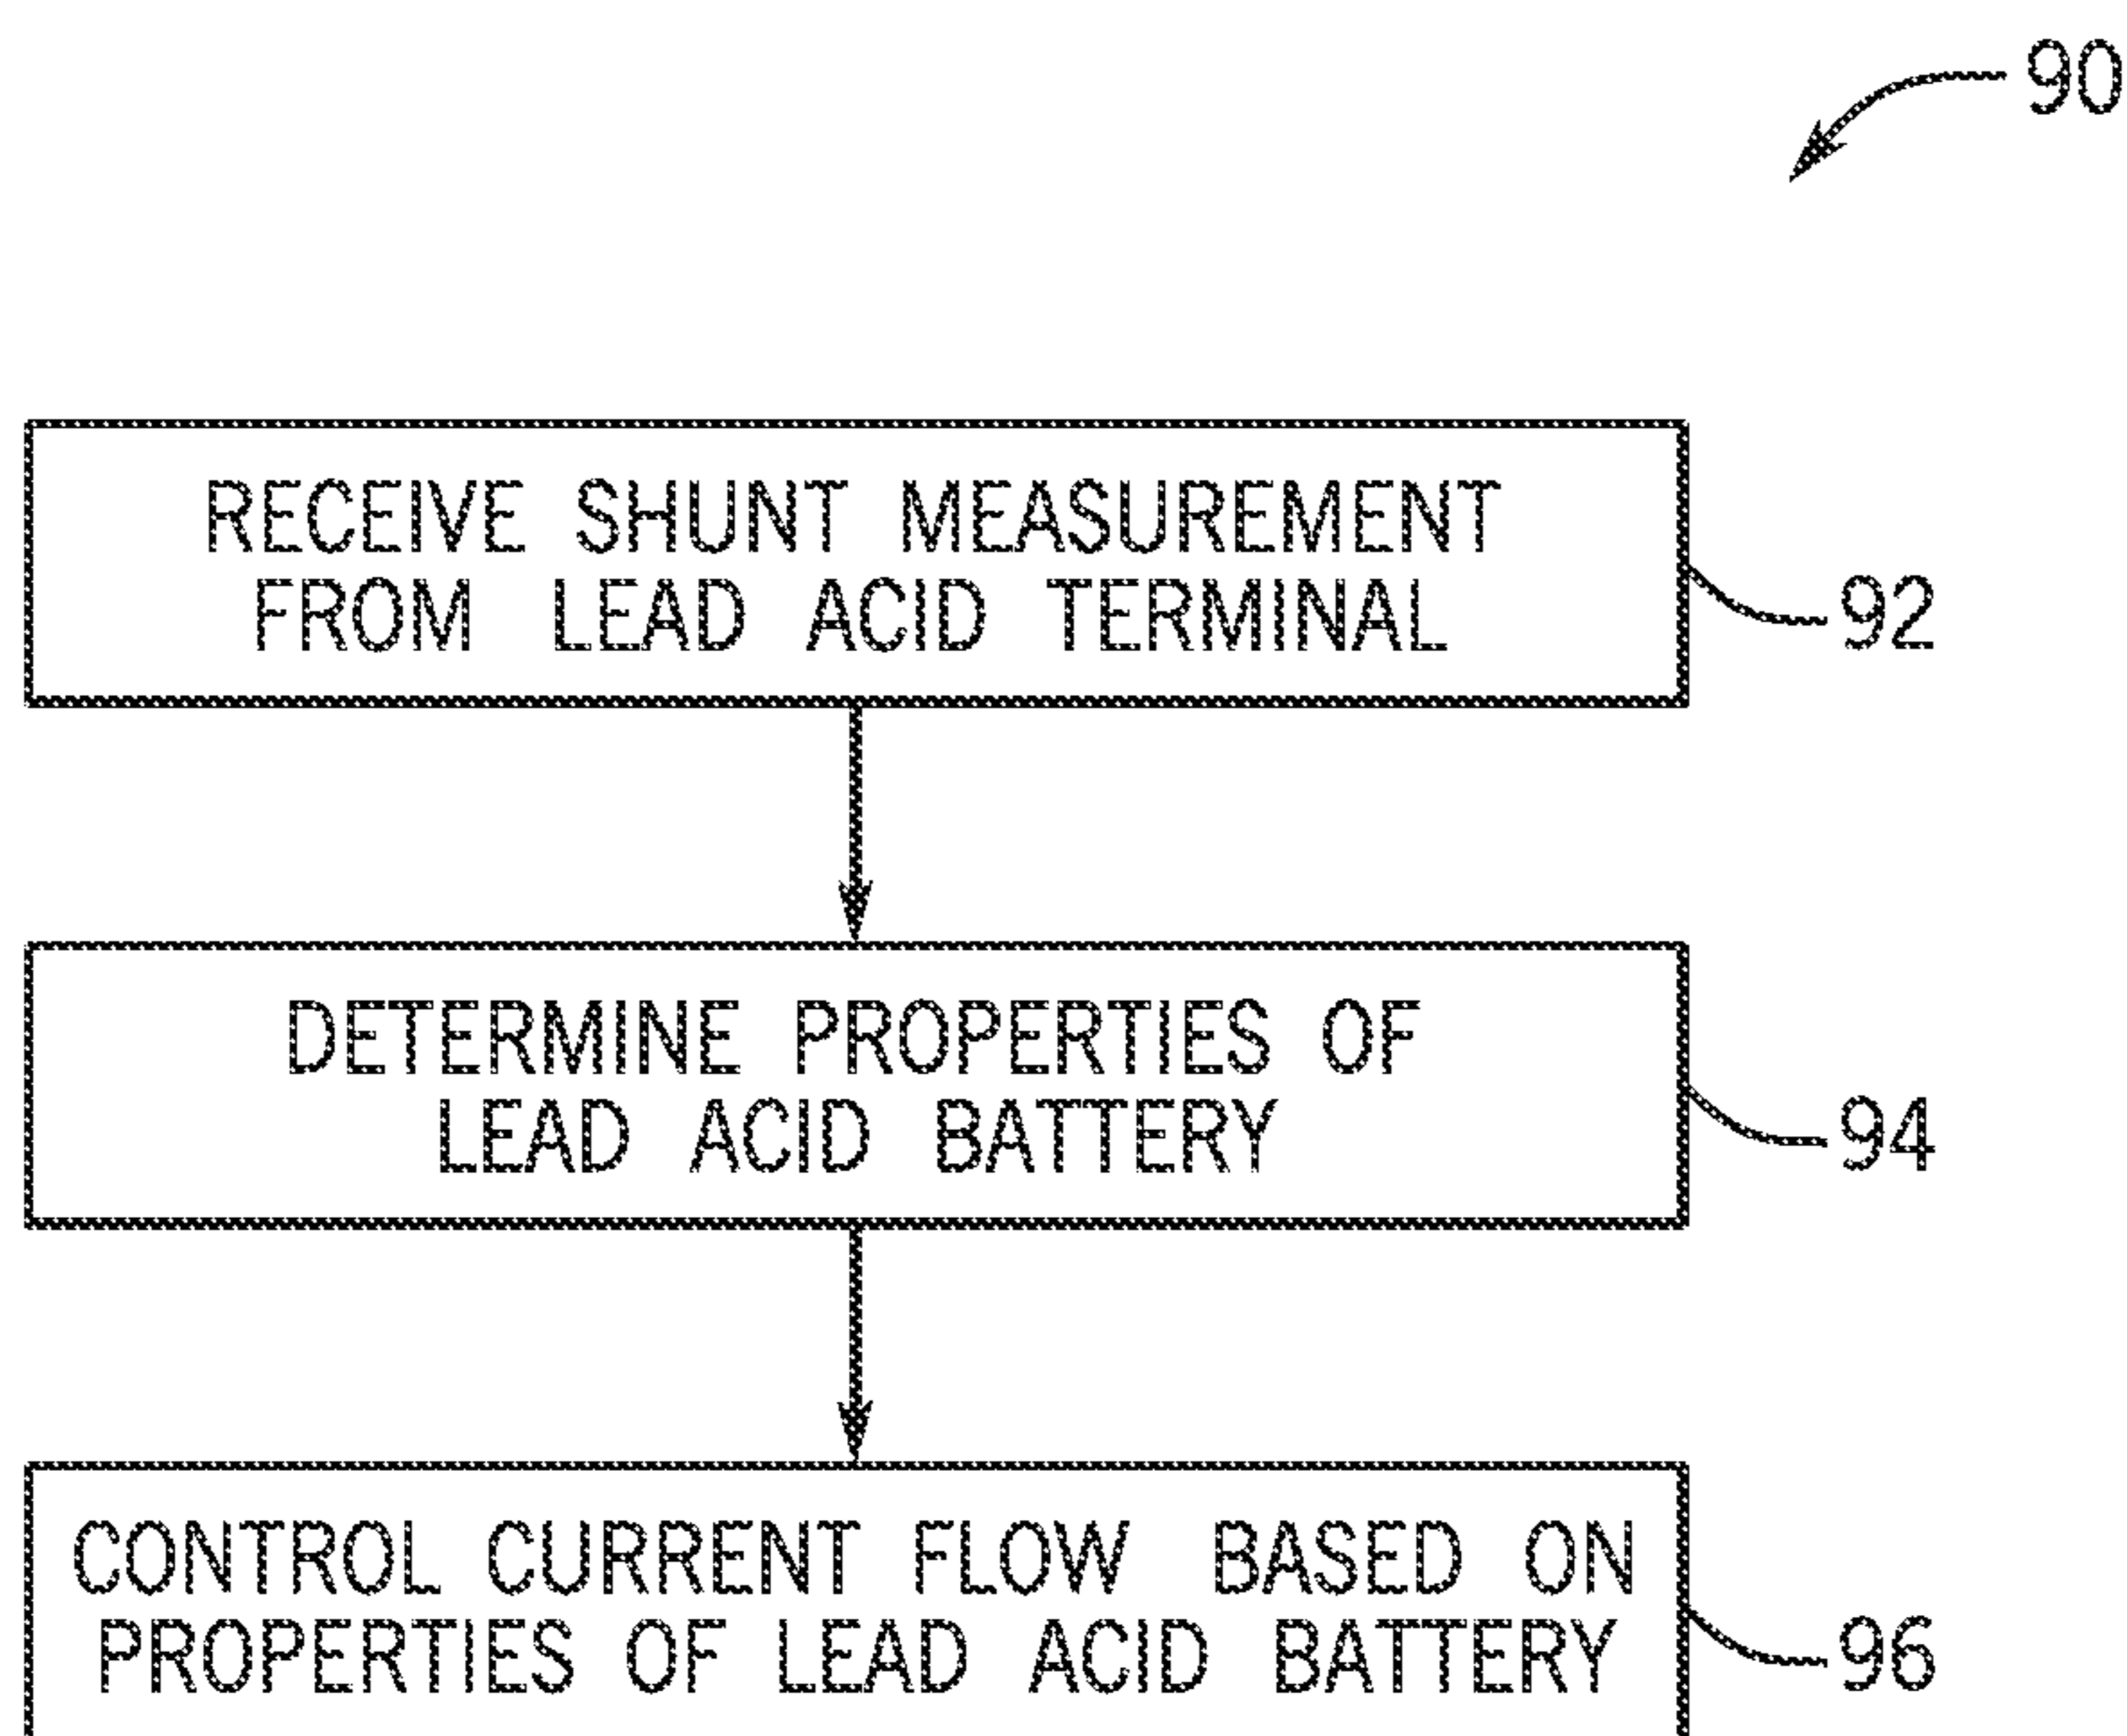 90
RECEIVE SHUNT MEASUREMENT
FROM LEAD ACID TERMINAL
92
DETERMINE PROPERTIES OF
LEAD ACID BATTERY
94
CONTROL CURRENT FLOW BASED ON
PROPERTIES OF LEAD ACID BATTERY
96